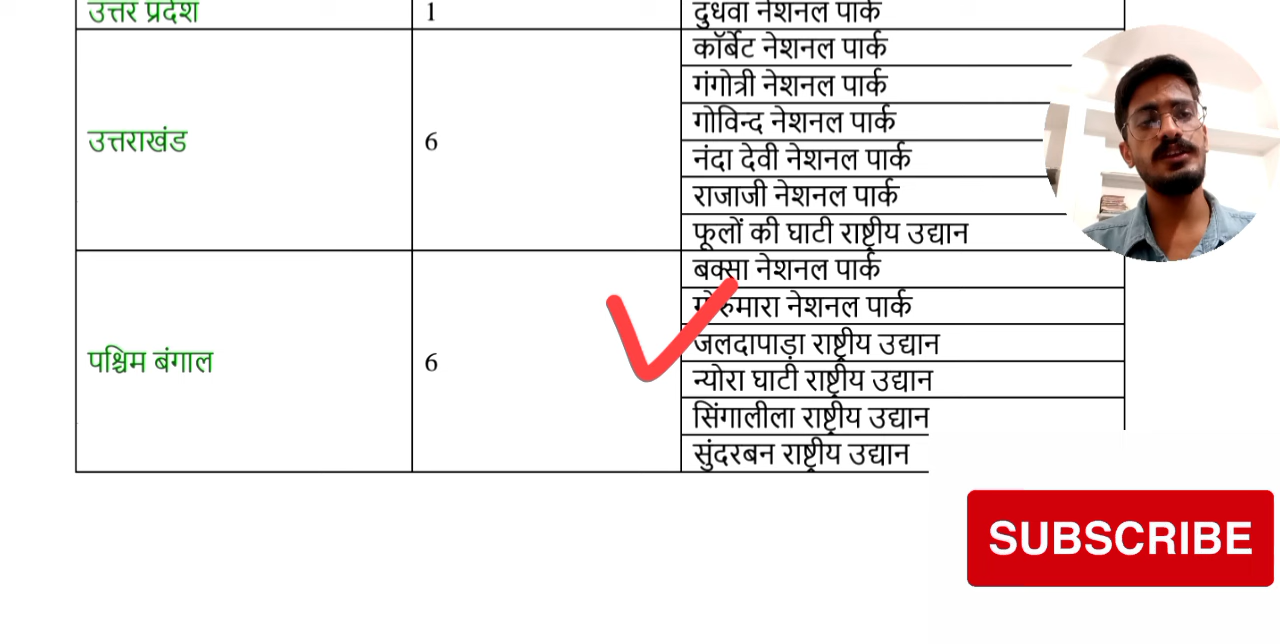 उत्तर प्रदेश 1 दुधवा नेशनल पार्क
कॉर्बेट नेशनल पार्क
गंगोत्री नेशनल पार्क
गोविन्द नेशनल पार्क
उत्तराखंड 6
नंदा देवी नेशनल पार्क
राजाजी नेशनल पार्क
फूलों की घाटी राष्ट्रीय उद्यान
बक्सा नेशनल पार्क
गोरुमारा नेशनल पार्क
जलदापाड़ा राष्ट्रीय उद्यान
पश्चिम बंगाल 6
न्योरा घाटी राष्ट्रीय उद्यान
सिंगालीला राष्ट्रीय उद्यान
सुंदरबन राष्ट्रीय उद्यान
SUBSCRIBE